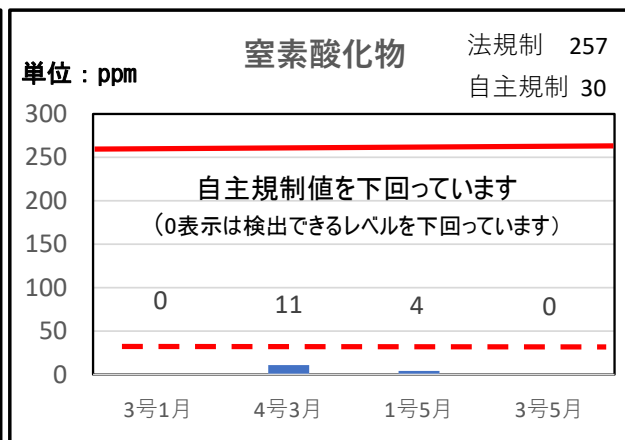 窒素酸化物
法規制 257
単位：ppm
自主規制 30
300
250
自主規制値を下回っています
（0表示は検出できるレベルを下回っています）
200
150
100
0 11 4 0
50
0
3号1月 4号3月 1号5月 3号5月